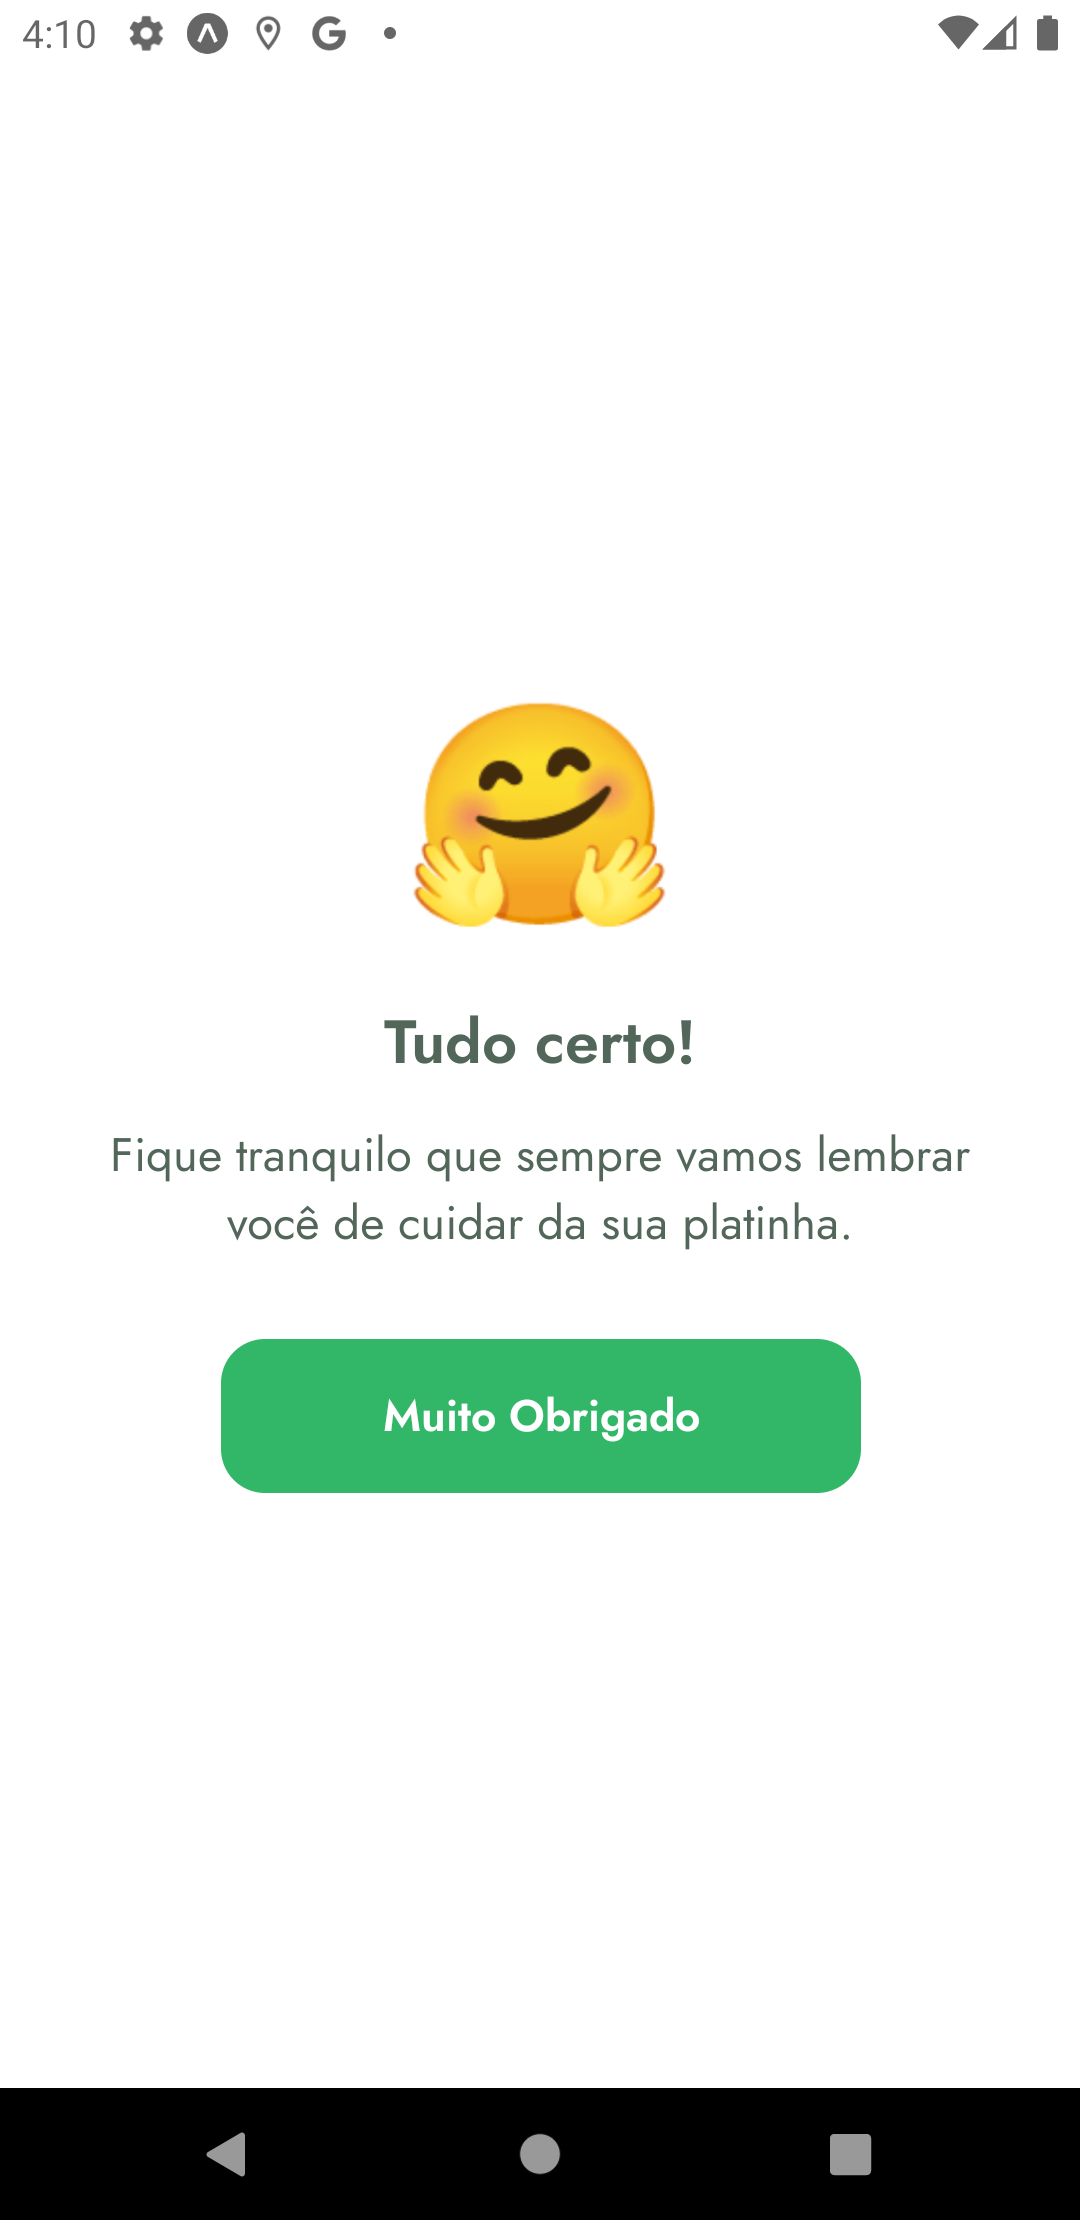 4:10
Tudo certo!
Fique tranquilo que sempre vamos lembrar
você de cuidar da sua platinha.
Muito Obrigado